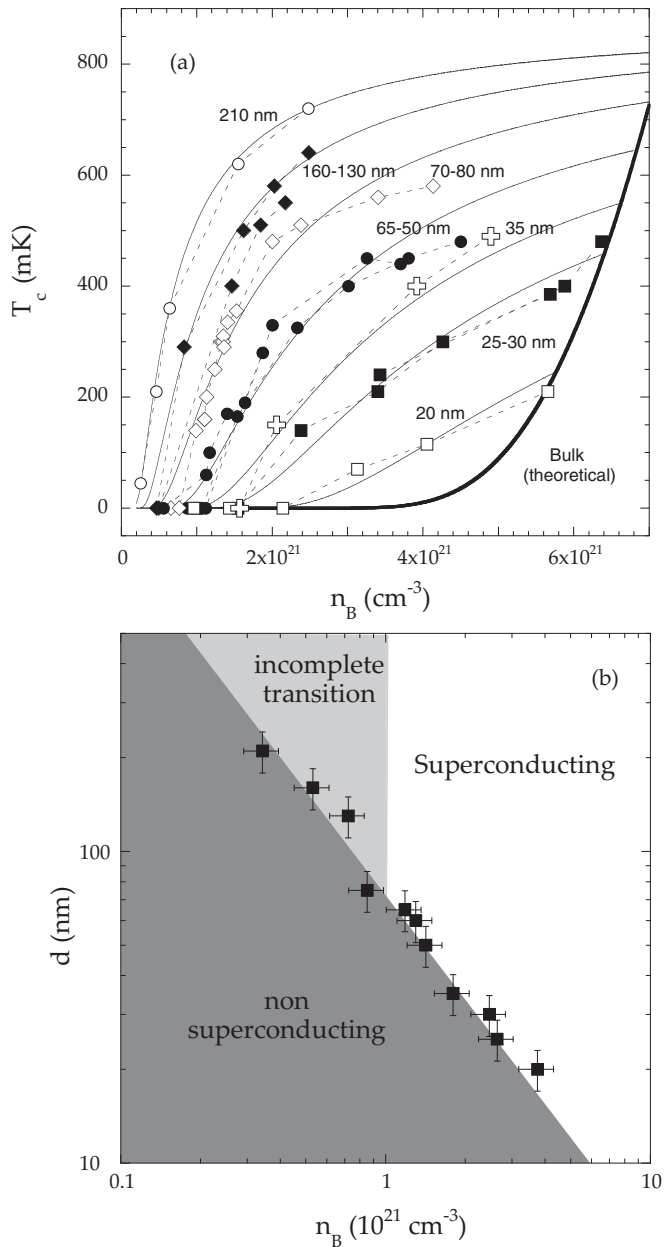 (a)
800
600
400
200
0
T_c (mK)
210 nm
160-130 nm
70-80 nm
65-50 nm
35 nm
25-30 nm
20 nm
Bulk
(theoretical)
0
2x10^21
4x10^21
6x10^21
n_B (cm^-3)
incomplete
transition
(b)
Superconducting
100
d (nm)
non
superconducting
10
0.1
1
10
n_B (10^21 cm^-3)